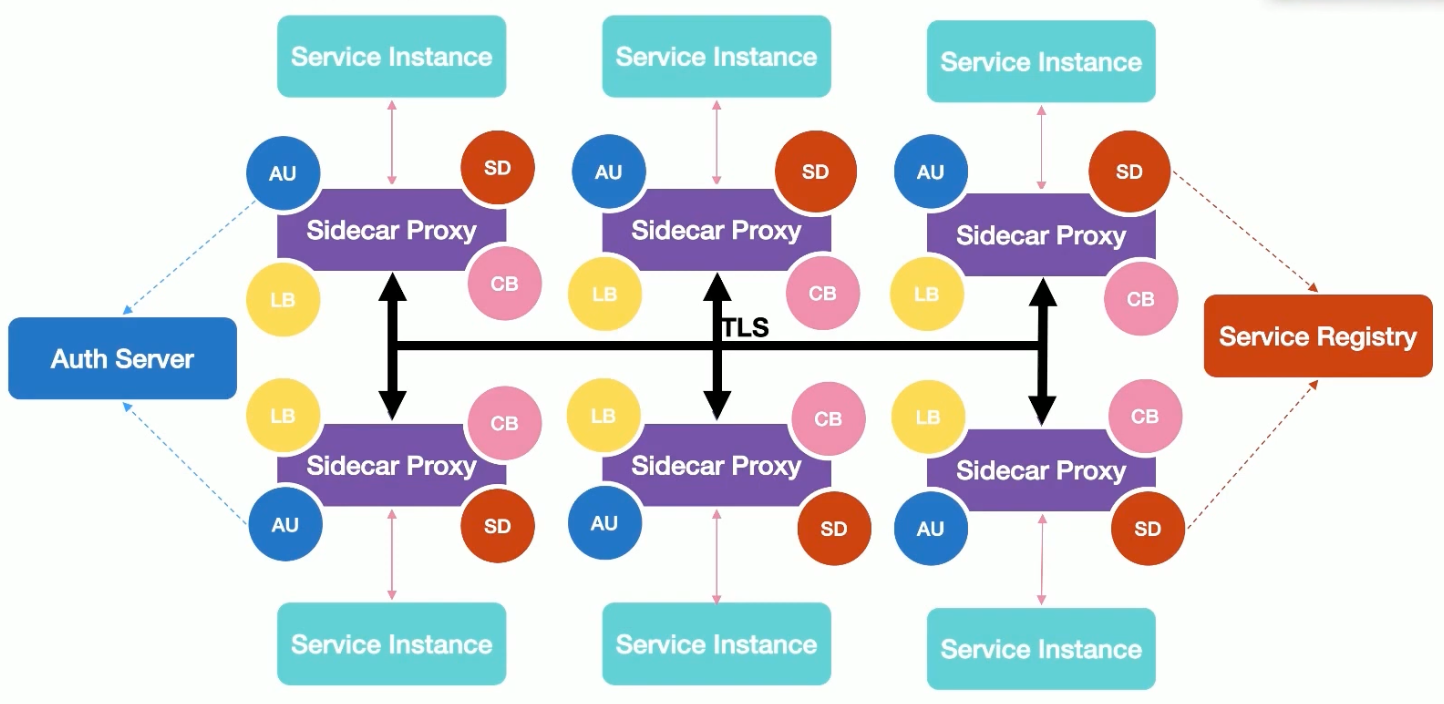 Service Instance
Service Instance
Service Instance
AU
SD
AU
SD
AU
SD
Sidecar Proxy
Sidecar Proxy
Sidecar Proxy
LB
CB
LB
CB
LB
CB
TLS
Auth Server
Service Registry
LB
CB
LB
CB
LB
CB
Sidecar Proxy
Sidecar Proxy
Sidecar Proxy
AU
SD
AU
SD
AU
SD
Service Instance
Service Instance
Service Instance